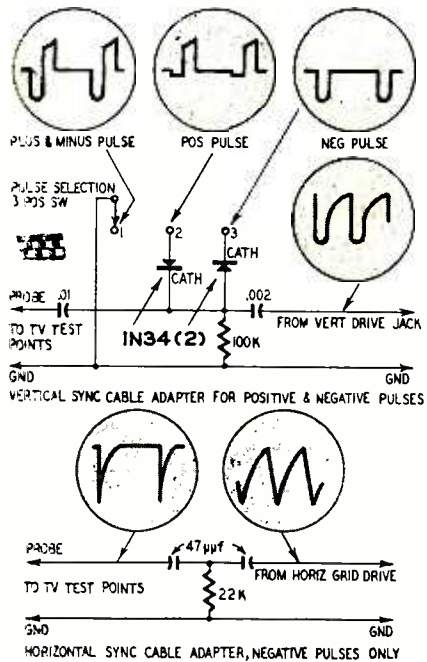 PLUS & MINUS PULSE
POS PULSE
NEG PULSE
PULSE SELECTION
3 POS SW
1
2
3
CATH
CATH
PROBE
.01
.002
TO TV TEST
POINTS
1N34(2)
FROM VERT DRIVE JACK
100K
GND
GND
VERTICAL SYNC CABLE ADAPTER FOR POSITIVE & NEGATIVE PULSES
PROBE
47μμf
TO TV TEST POINTS
FROM HORIZ GRID DRIVE
22K
GND
GND
HORIZONTAL SYNC CABLE ADAPTER, NEGATIVE PULSES ONLY